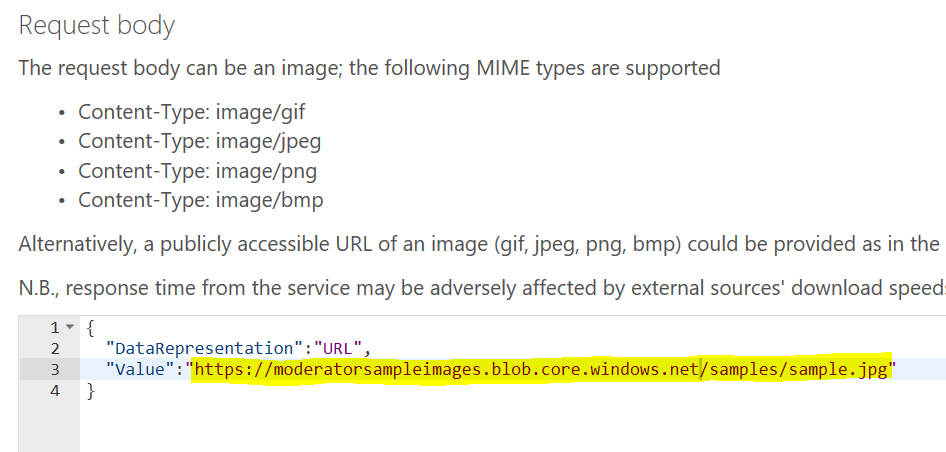 Request body
The request body can be an image; the following MIME types are supported
• Content-Type: image/gif
• Content-Type: image/jpeg
• Content-Type: image/png
• Content-Type: image/bmp
Alternatively, a publicly accessible URL of an image (gif, jpeg, png, bmp) could be provided as in the
N.B., response time from the service may be adversely affected by external sources' download speeds
1 {
2 "DataRepresentation":"URL",
3 "Value":"https://moderatorsampleimages.blob.core.windows.net/samples/sample.jpg"
4 }